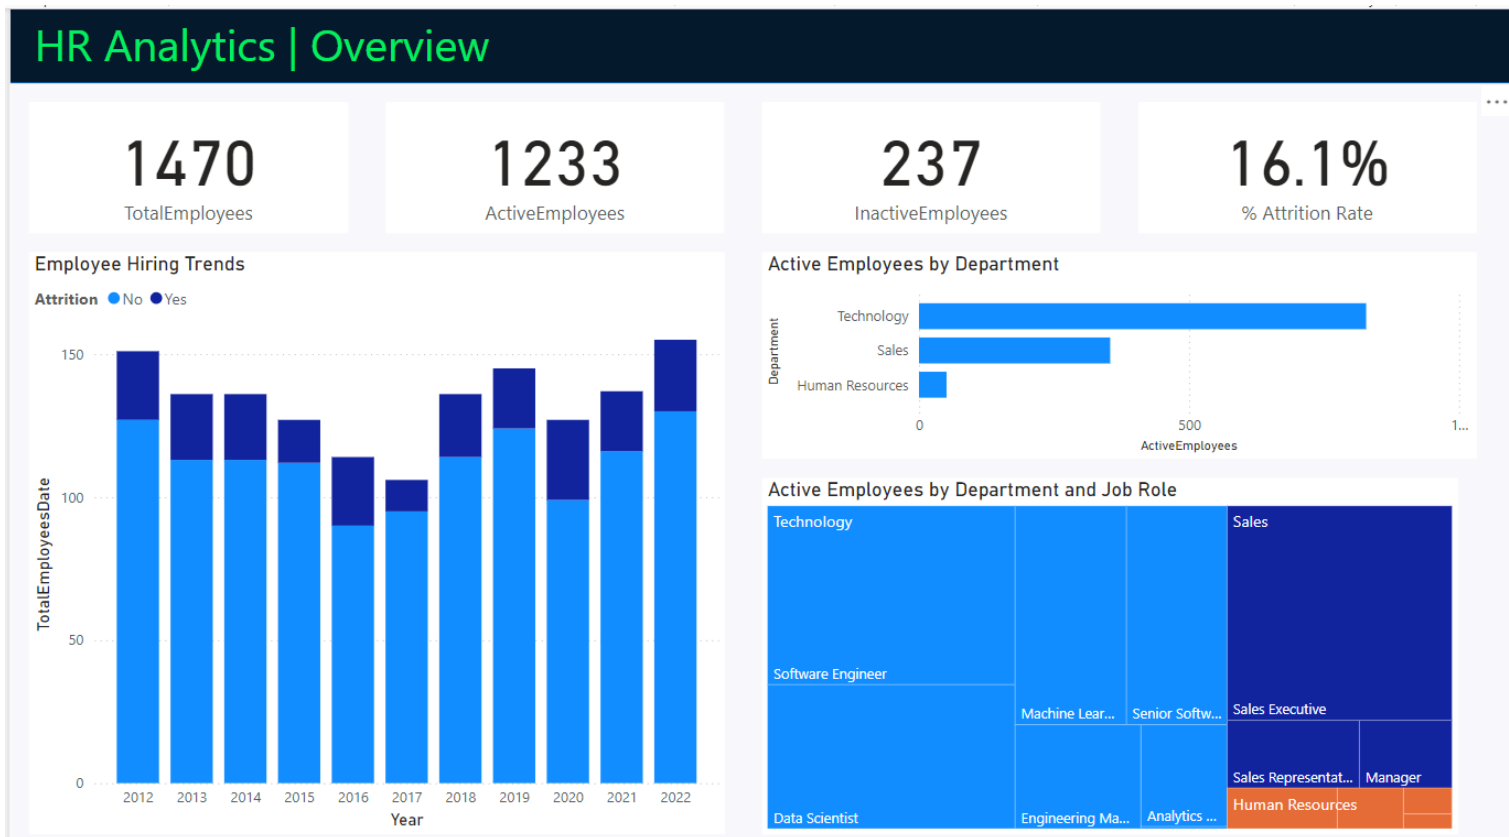 HR Analytics | Overview
1470
TotalEmployees
1233
ActiveEmployees
237
InactiveEmployees
16.1%
% Attrition Rate
Employee Hiring Trends
Attrition No Yes
150
100
50
0
TotalEmployeesDate
2012 2013 2014 2015 2016 2017 2018 2019 2020 2021 2022
Year
Active Employees by Department
Department
Technology
Sales
Human Resources
0 500 1...
ActiveEmployees
Active Employees by Department and Job Role
Technology
Software Engineer
Data Scientist
Machine Lear...
Senior Softw...
Engineering Ma...
Analytics ...
Sales
Sales Executive
Sales Representat...
Manager
Human Resources